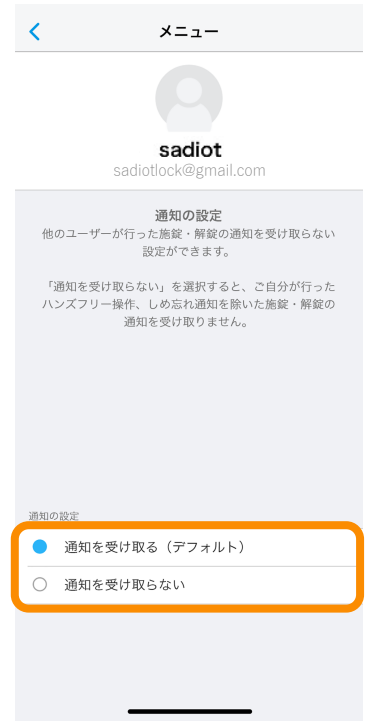 メニュー
sadiot
sadiotlock@gmail.com
通知の設定
他のユーザーが行った施錠・解錠の通知を受け取らない
設定ができます。
「通知を受け取らない」を選択すると、ご自分が行った
ハンズフリー操作、しめ忘れ通知を除いた施錠・解錠の
通知を受け取りません。
通知の設定
通知を受け取る（デフォルト）
通知を受け取らない